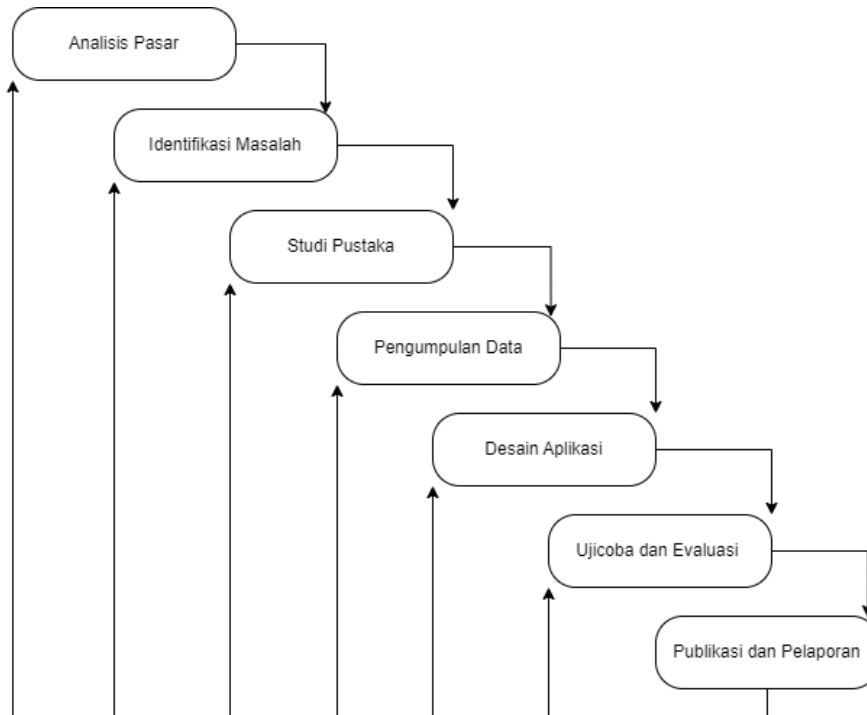 Analisis Pasar
Identifikasi Masalah
Studi Pustaka
Pengumpulan Data
Desain Aplikasi
Ujicoba dan Evaluasi
Publikasi dan Pelaporan